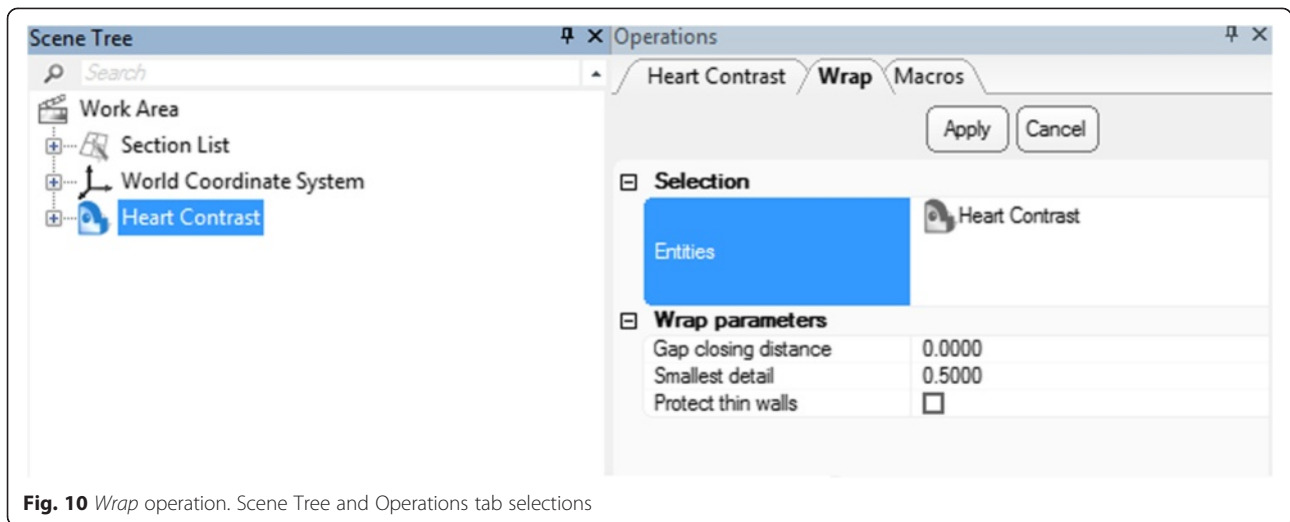 Scene Tree
Search
Work Area
Section List
World Coordinate System
Heart Contrast
Operations
Heart Contrast Wrap Macros
Apply Cancel
Selection
Entities Heart Contrast
Wrap parameters
Gap closing distance 0.0000
Smallest detail 0.5000
Protect thin walls
Fig. 10 Wrap operation. Scene Tree and Operations tab selections